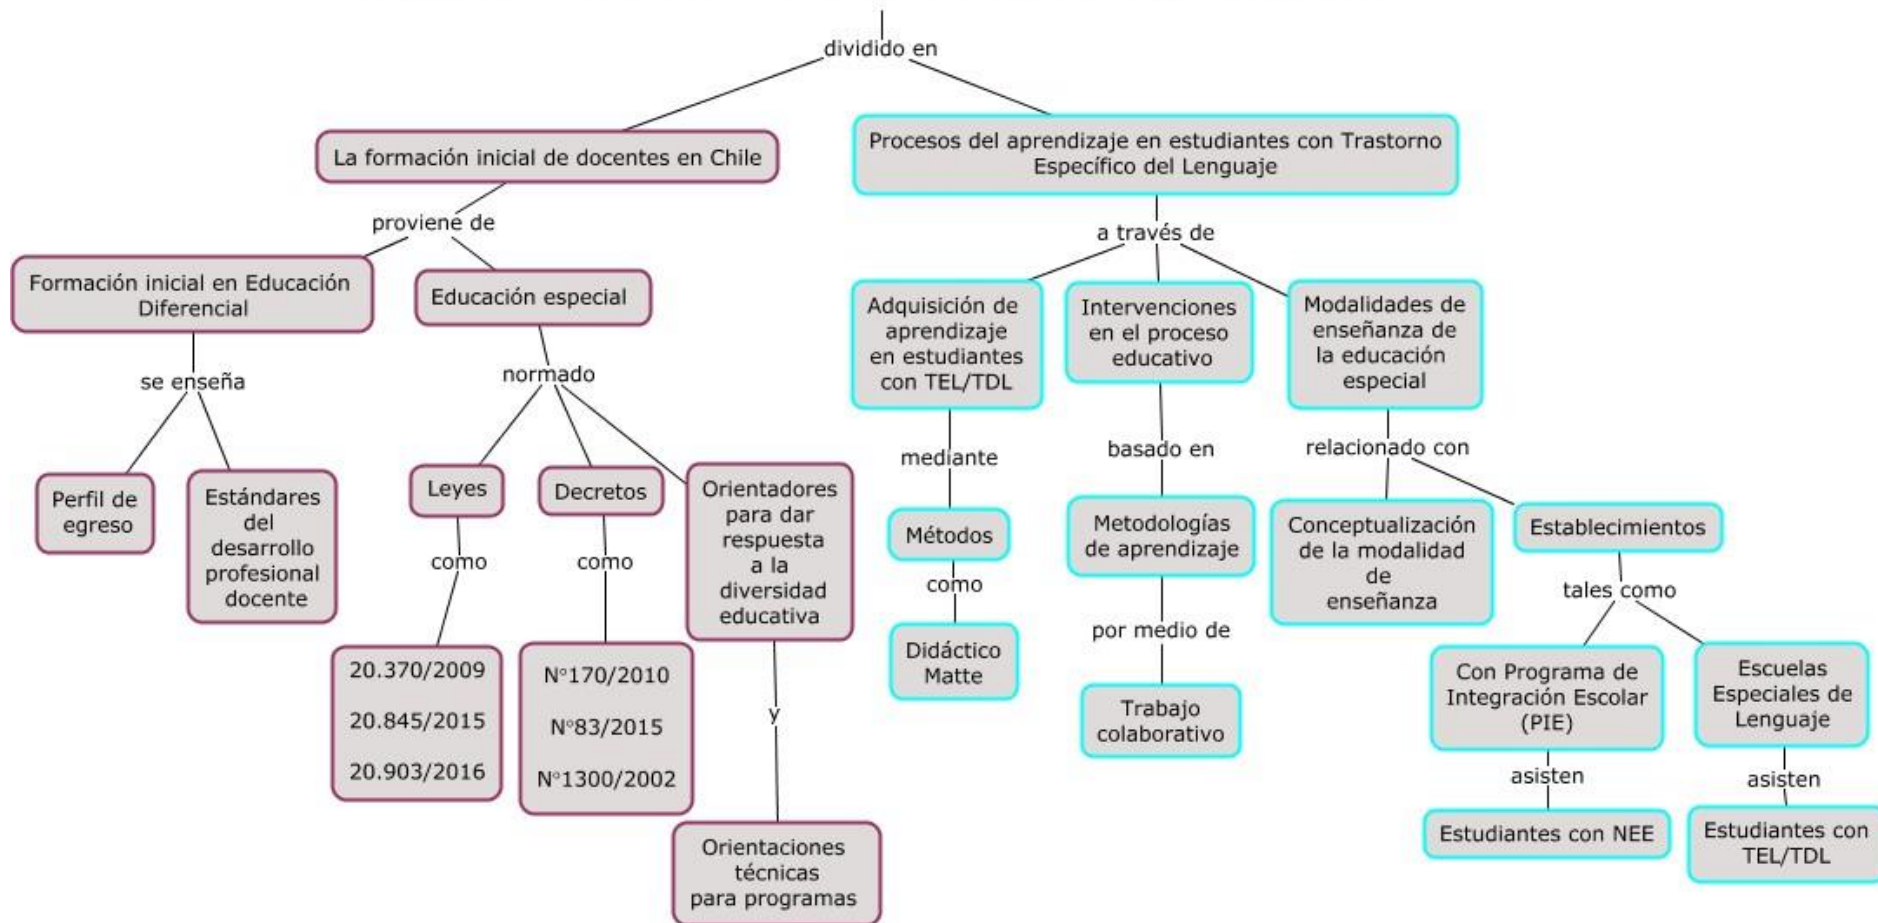 dividido en
La formación inicial de docentes en Chile
proviene de
Formación inicial en Educación
Diferencial
se enseña
Perfil de
egreso
Estándares
del
desarrollo
profesional
docente
Educación especial
normado
Leyes
como
20.370/2009
20.845/2015
20.903/2016
Decretos
como
N°170/2010
N°83/2015
N°1300/2002
Orientadores
para dar
respuesta
a la
diversidad
educativa
y
Orientaciones
técnicas
para programas
Procesos del aprendizaje en estudiantes con Trastorno
Específico del Lenguaje
a través de
Adquisición de
aprendizaje
en estudiantes
con TEL/TDL
mediante
Métodos
como
Didáctico
Matte
Intervenciones
en el proceso
educativo
basado en
Metodologías
de aprendizaje
por medio de
Trabajo
colaborativo
Modalidades de
enseñanza de
la educación
especial
relacionado con
Conceptualización
de la modalidad
de
enseñanza
Establecimientos
tales como
Con Programa de
Integración Escolar
(PIE)
asisten
Estudiantes con NEE
Escuelas
Especiales de
Lenguaje
asisten
Estudiantes con
TEL/TDL